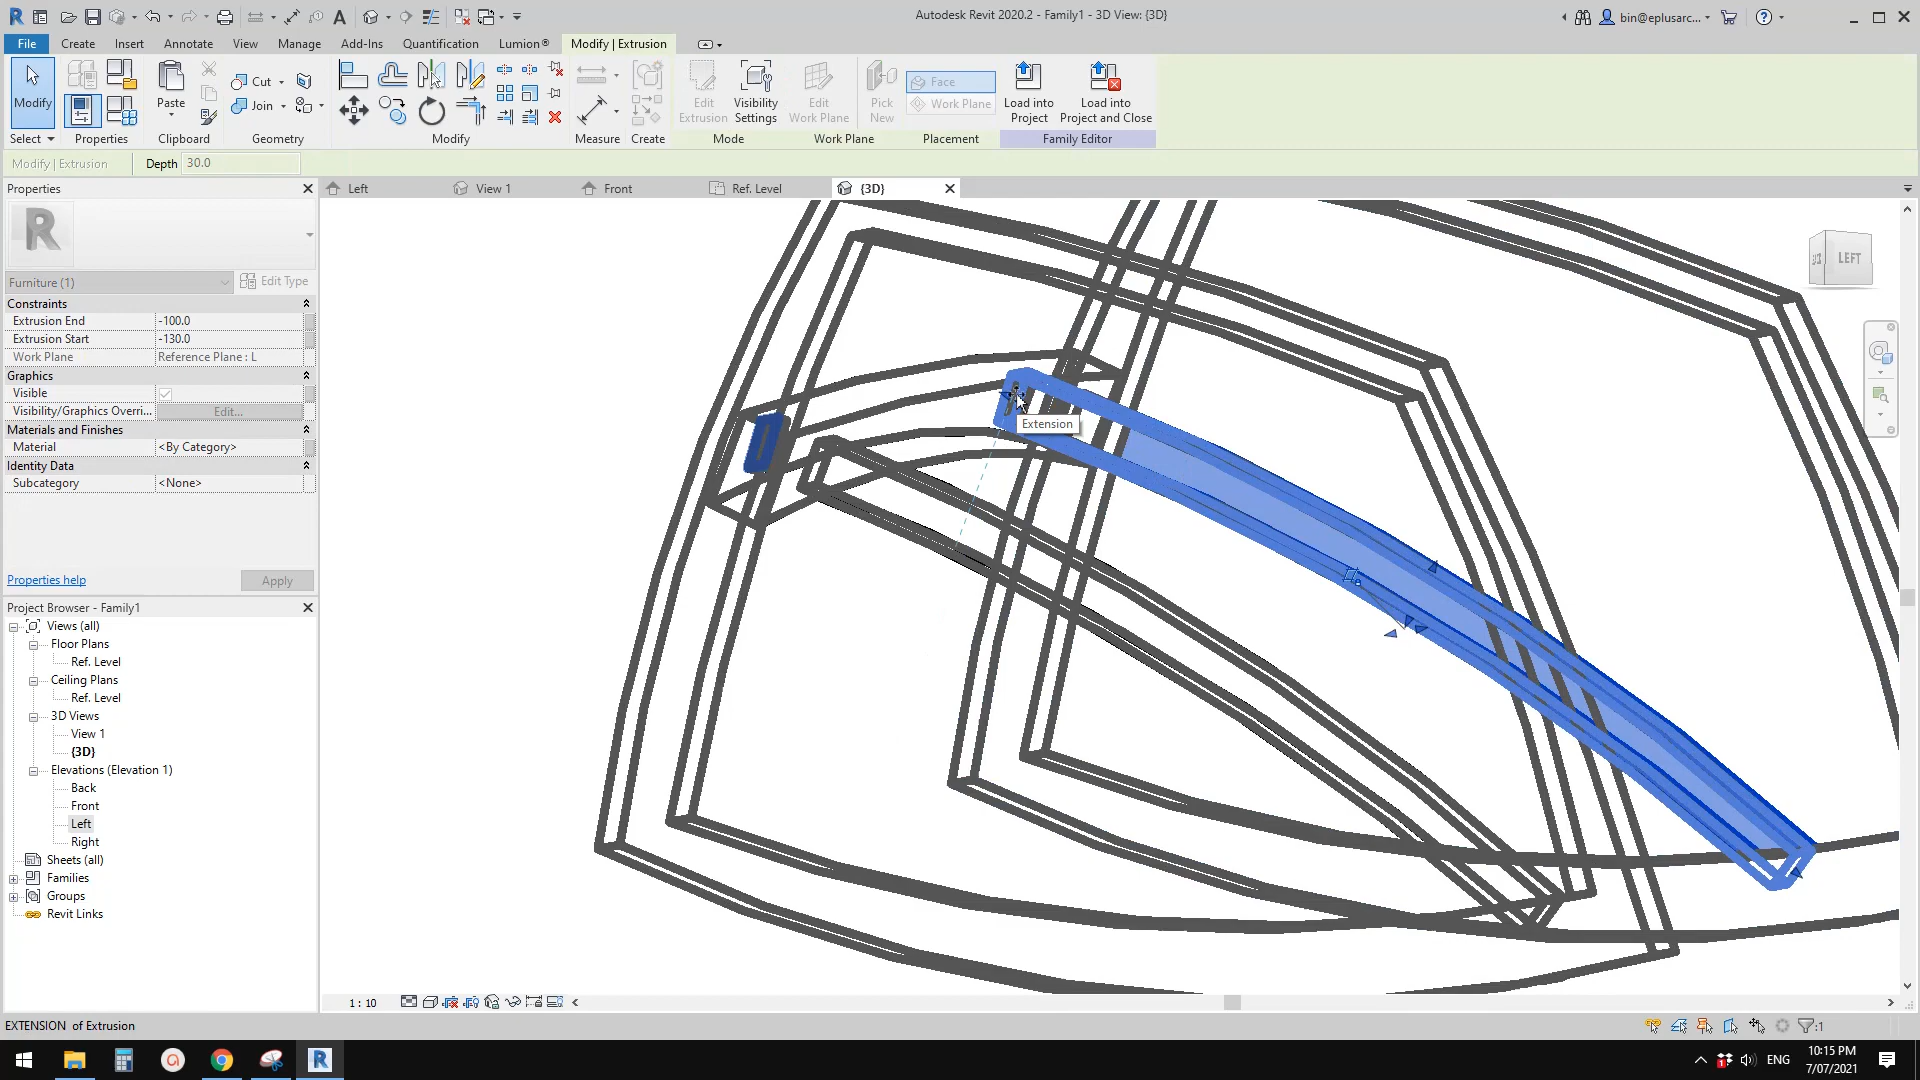 Autodesk Revit 2020.2 - Family1 - 3D View: {3D}
bin@eplusarc...
File Create Insert Annotate View Manage Add-Ins Quantification Lumion® Modify | Extrusion
Modify
Paste
Cut
Join
Edit Extrusion
Visibility Settings
Edit Work Plane
Pick New
Face
Work Plane
Load into Project
Load into Project and Close
Select
Properties
Clipboard
Geometry
Modify
Measure
Create
Mode
Work Plane
Placement
Family Editor
Modify | Extrusion
Depth 30.0
Properties
R
Furniture (1)
Edit Type
Constraints
Extrusion End -100.0
Extrusion Start -130.0
Work Plane Reference Plane : L
Graphics
Visible
Visibility/Graphics Overri... Edit...
Materials and Finishes
Material <By Category>
Identity Data
Subcategory <None>
Properties help
Apply
Left
View 1
Front
Ref. Level
{3D}
LEFT
Extension
Project Browser - Family1
Views (all)
Floor Plans
Ref. Level
Ceiling Plans
Ref. Level
3D Views
View 1
{3D}
Elevations (Elevation 1)
Back
Front
Left
Right
Sheets (all)
Families
Groups
Revit Links
1 : 10
EXTENSION of Extrusion
:1
ENG
10:15 PM
7/07/2021